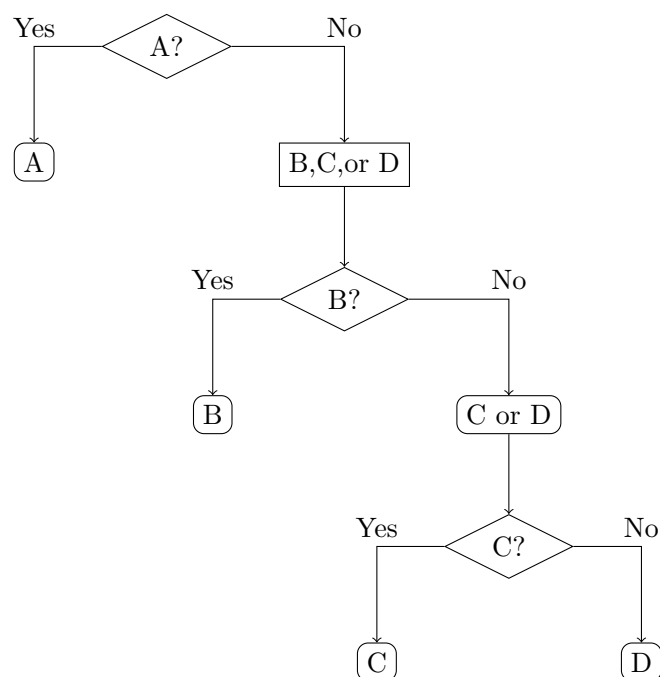 Yes
A?
No
A
B,C,or D
Yes
B?
No
B
C or D
Yes
C?
No
C
D